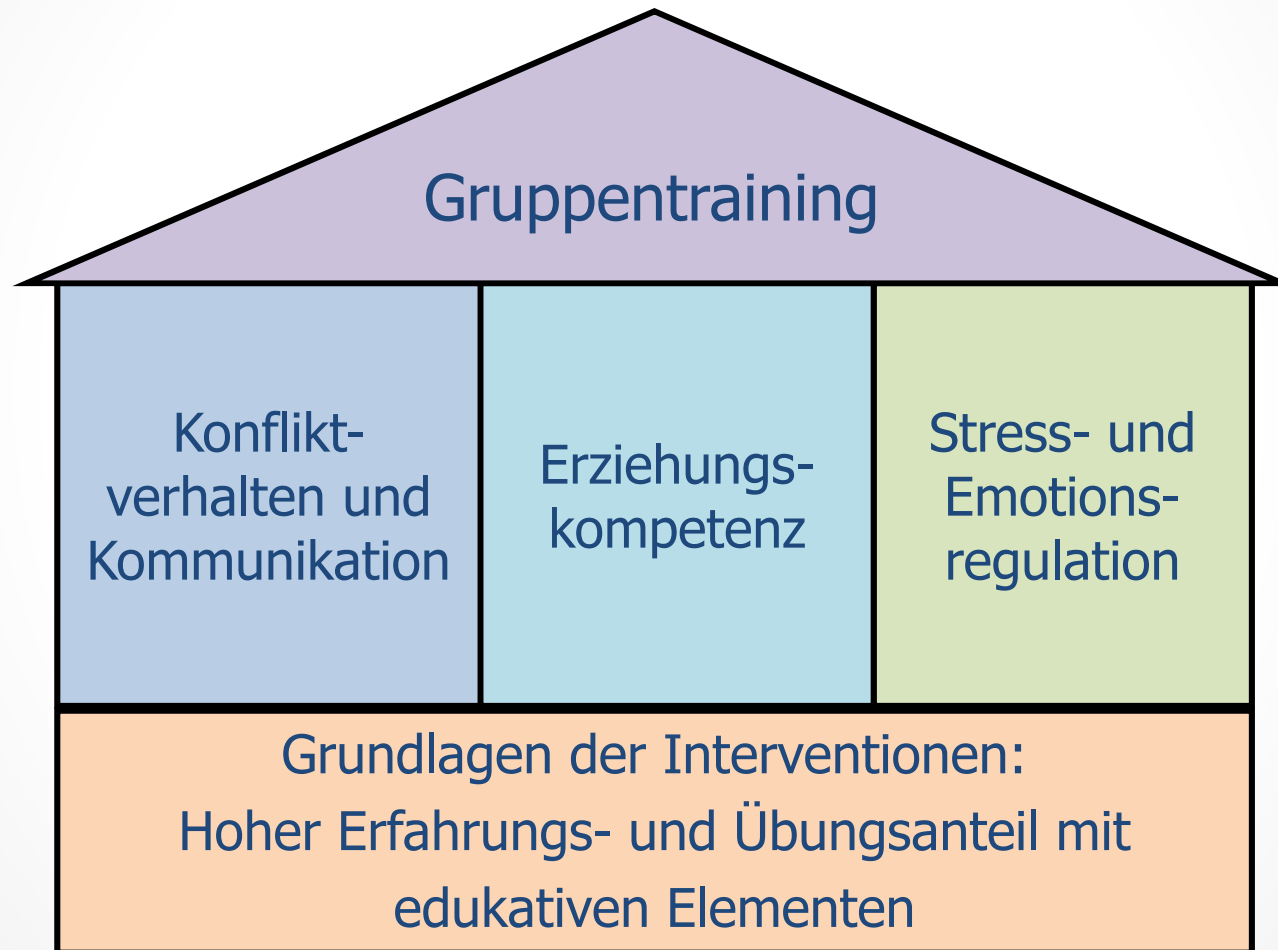 Gruppentraining
Konflikt-
verhalten und
Kommunikation
Erziehungs-
kompetenz
Stress- und
Emotions-
regulation
Grundlagen der Interventionen:
Hoher Erfahrungs- und Übungsanteil mit
edukativen Elementen